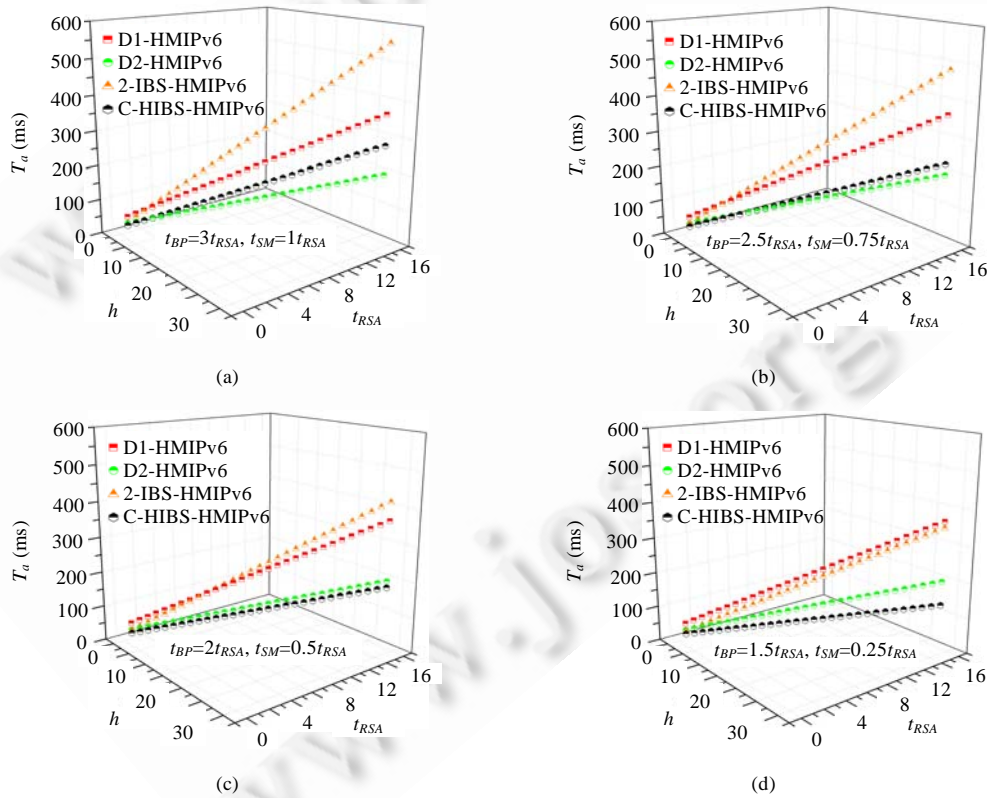 600
500
400
300
200
100
0
T_a (ms)
D1-HMIPv6
D2-HMIPv6
2-IBS-HMIPv6
C-HIBS-HMIPv6
t_BP=3t_RSA, t_SM=1t_RSA
0
10
20
30
h
0
4
8
12
16
t_RSA
(a)
600
500
400
300
200
100
0
T_a (ms)
D1-HMIPv6
D2-HMIPv6
2-IBS-HMIPv6
C-HIBS-HMIPv6
t_BP=2.5t_RSA, t_SM=0.75t_RSA
0
10
20
30
h
0
4
8
12
16
t_RSA
(b)
600
500
400
300
200
100
0
T_a (ms)
D1-HMIPv6
D2-HMIPv6
2-IBS-HMIPv6
C-HIBS-HMIPv6
t_BP=2t_RSA, t_SM=0.5t_RSA
0
10
20
30
h
0
4
8
12
16
t_RSA
(c)
600
500
400
300
200
100
0
T_a (ms)
D1-HMIPv6
D2-HMIPv6
2-IBS-HMIPv6
C-HIBS-HMIPv6
t_BP=1.5t_RSA, t_SM=0.25t_RSA
0
10
20
30
h
0
4
8
12
16
t_RSA
(d)